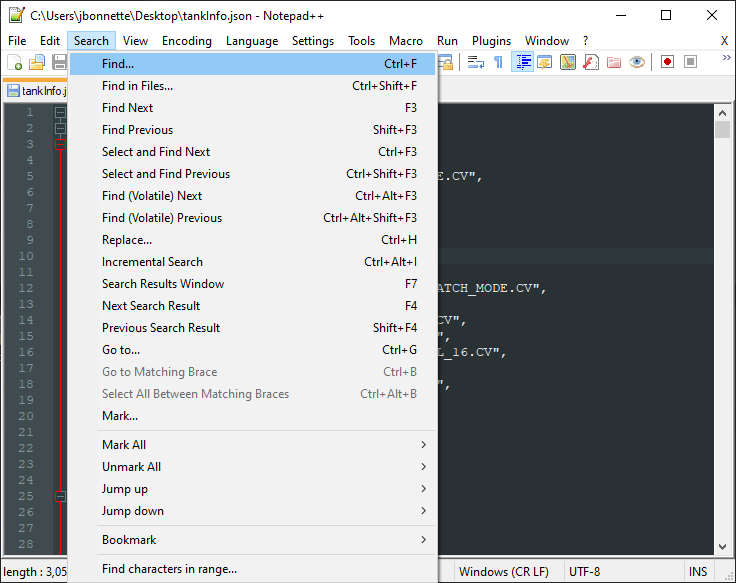 C:\Users\jbonnette\Desktop\tankInfo.json - Notepad++
File Edit Search View Encoding Language Settings Tools Macro Run Plugins Window ? X
tankInfo.j
Find... Ctrl+F
Find in Files... Ctrl+Shift+F
Find Next F3
Find Previous Shift+F3
Select and Find Next Ctrl+F3
Select and Find Previous Ctrl+Shift+F3
Find (Volatile) Next Ctrl+Alt+F3
Find (Volatile) Previous Ctrl+Alt+Shift+F3
Replace... Ctrl+H
Incremental Search Ctrl+Alt+I
Search Results Window F7
Next Search Result F4
Previous Search Result Shift+F4
Go to... Ctrl+G
Go to Matching Brace Ctrl+B
Select All Between Matching Braces Ctrl+Alt+B
Mark...
Mark All
Unmark All
Jump up
Jump down
Bookmark
Find characters in range...
1
2
3
4
5 E.CV",
6
7
8
9
10
11
12 ATCH_MODE.CV",
13
14 CV",
15 ",
16 L_16.CV",
17
18 ",
19
20
21
22
23
24
25
26
27
28
length : 3,05 Windows (CR LF) UTF-8 INS